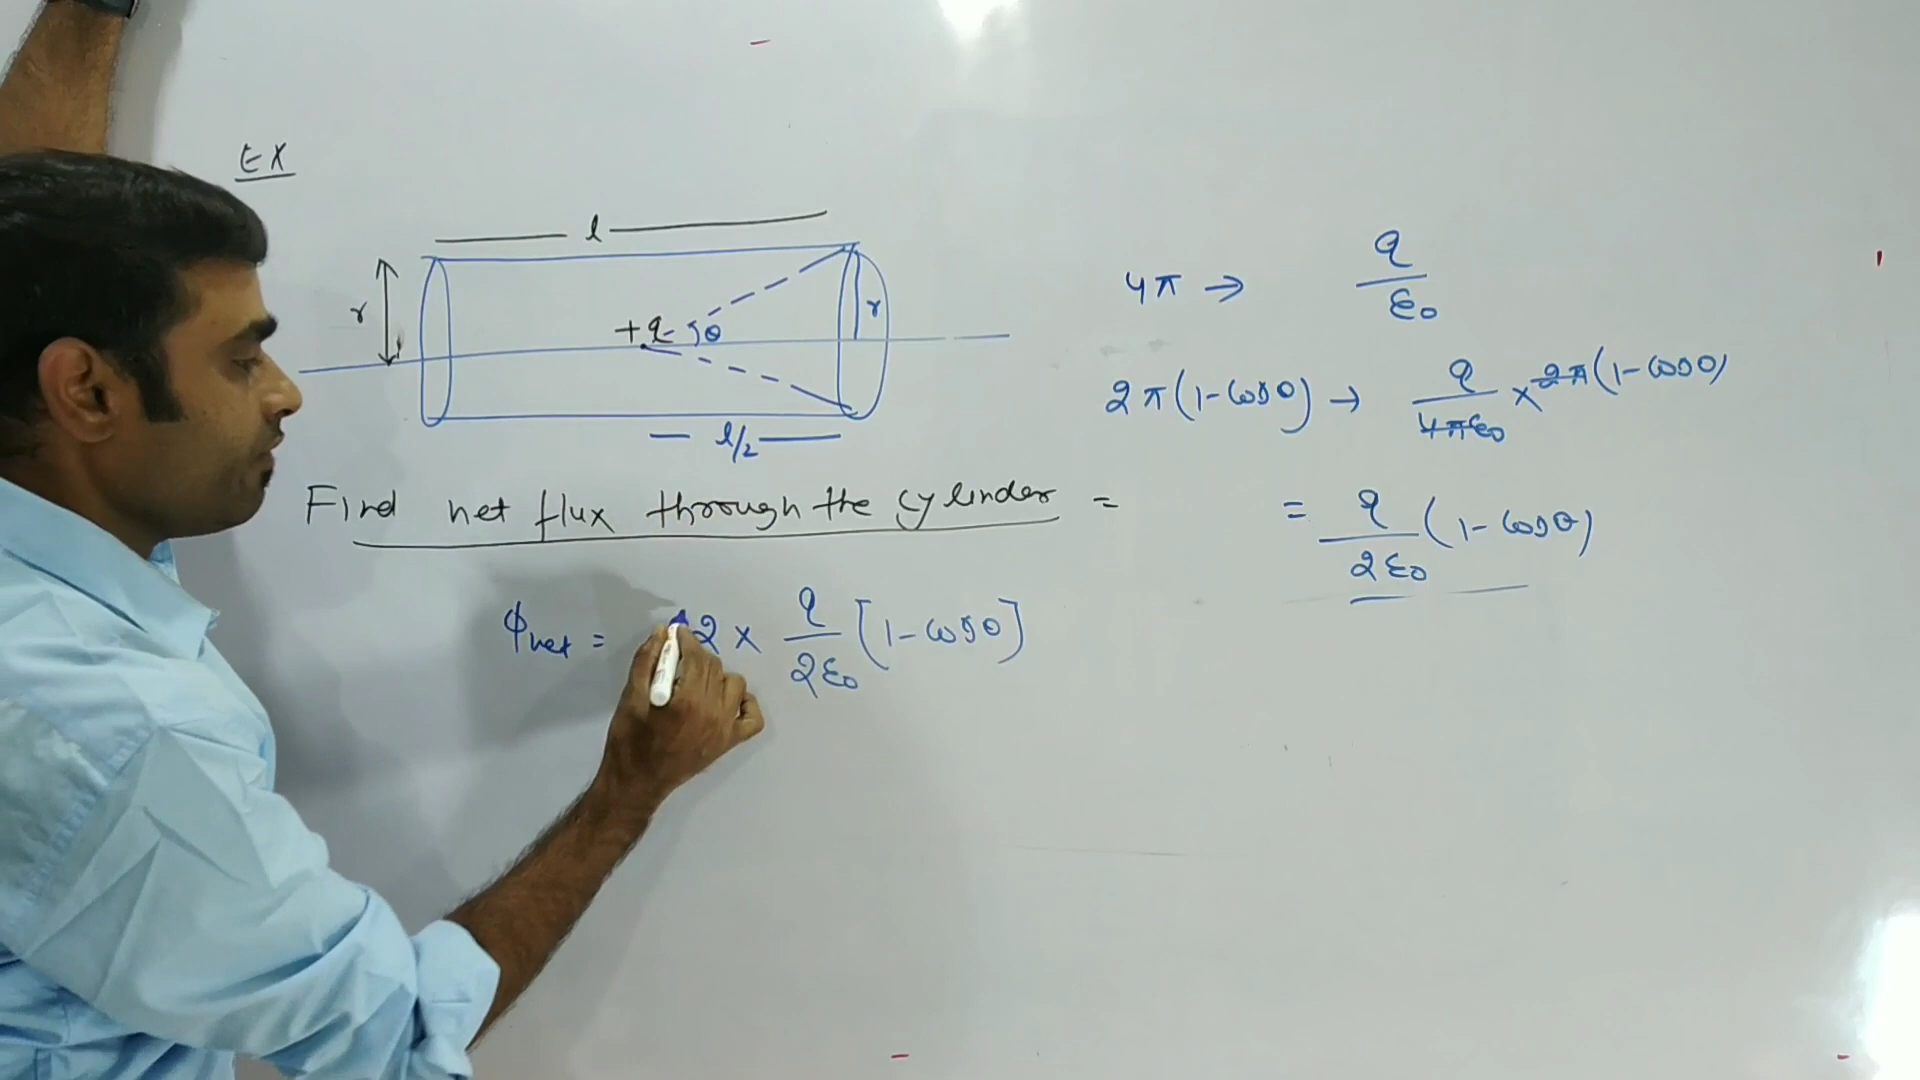 EX
l
r
+q
θ
r
l/2
Find net flux through the cylinder =
ϕnet = 2 × q/2ε₀ [1-cosθ]
4π → q/ε₀
2π(1-cosθ) → q/4πε₀ × 2π(1-cosθ)
= q/2ε₀ (1-cosθ)